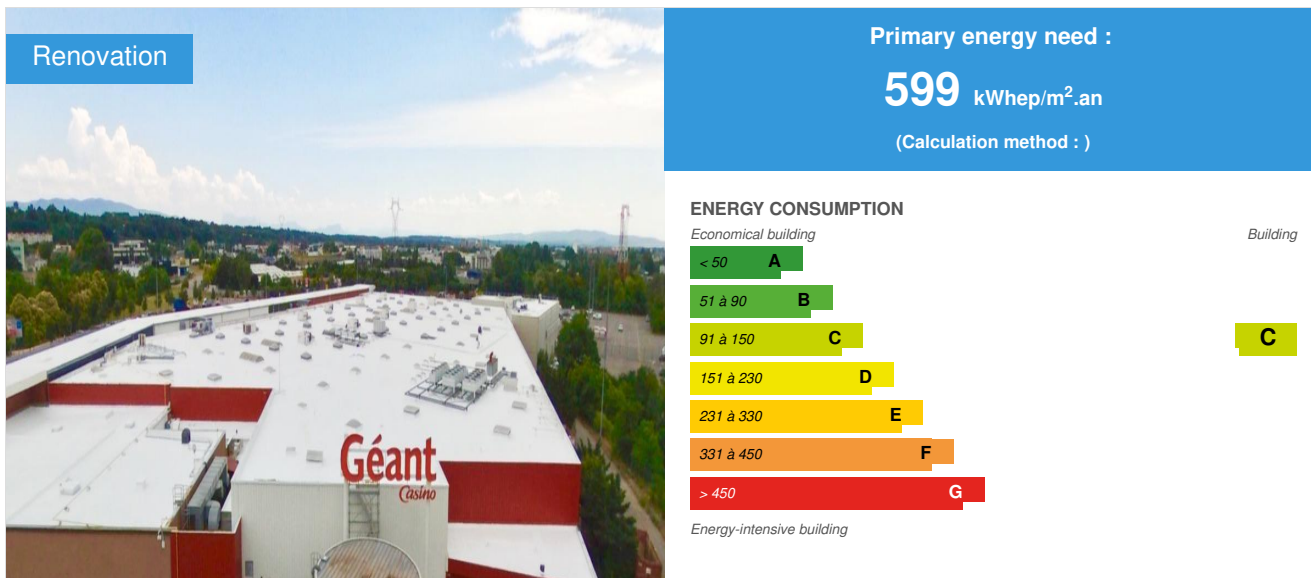 Renovation
Géant
Casino
Primary energy need :
599 kWhep/m².an
(Calculation method : )
ENERGY CONSUMPTION
Economical building
Building
< 50 A
51 à 90 B
91 à 150 C
C
151 à 230 D
231 à 330 E
331 à 450 F
> 450 G
Energy-intensive building